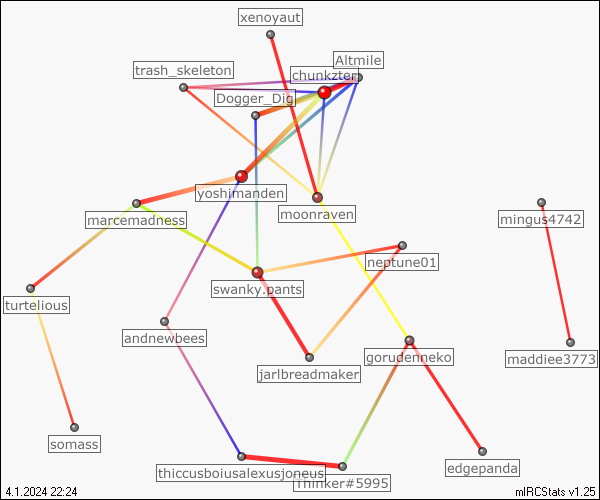 xenoyaut
Altmile
trash_skeleton
chunkzter
Dogger_Dig
yoshimanden
moonraven
marcemadness
mingus4742
neptune01
swanky.pants
turtelious
andnewbees
gorudenneko
maddiee3773
jarlbreadmaker
somass
edgepanda
thiccusboiusalexusjoneus
Thinker#5995
4.1.2024 22:24
mIRCStats v1.25